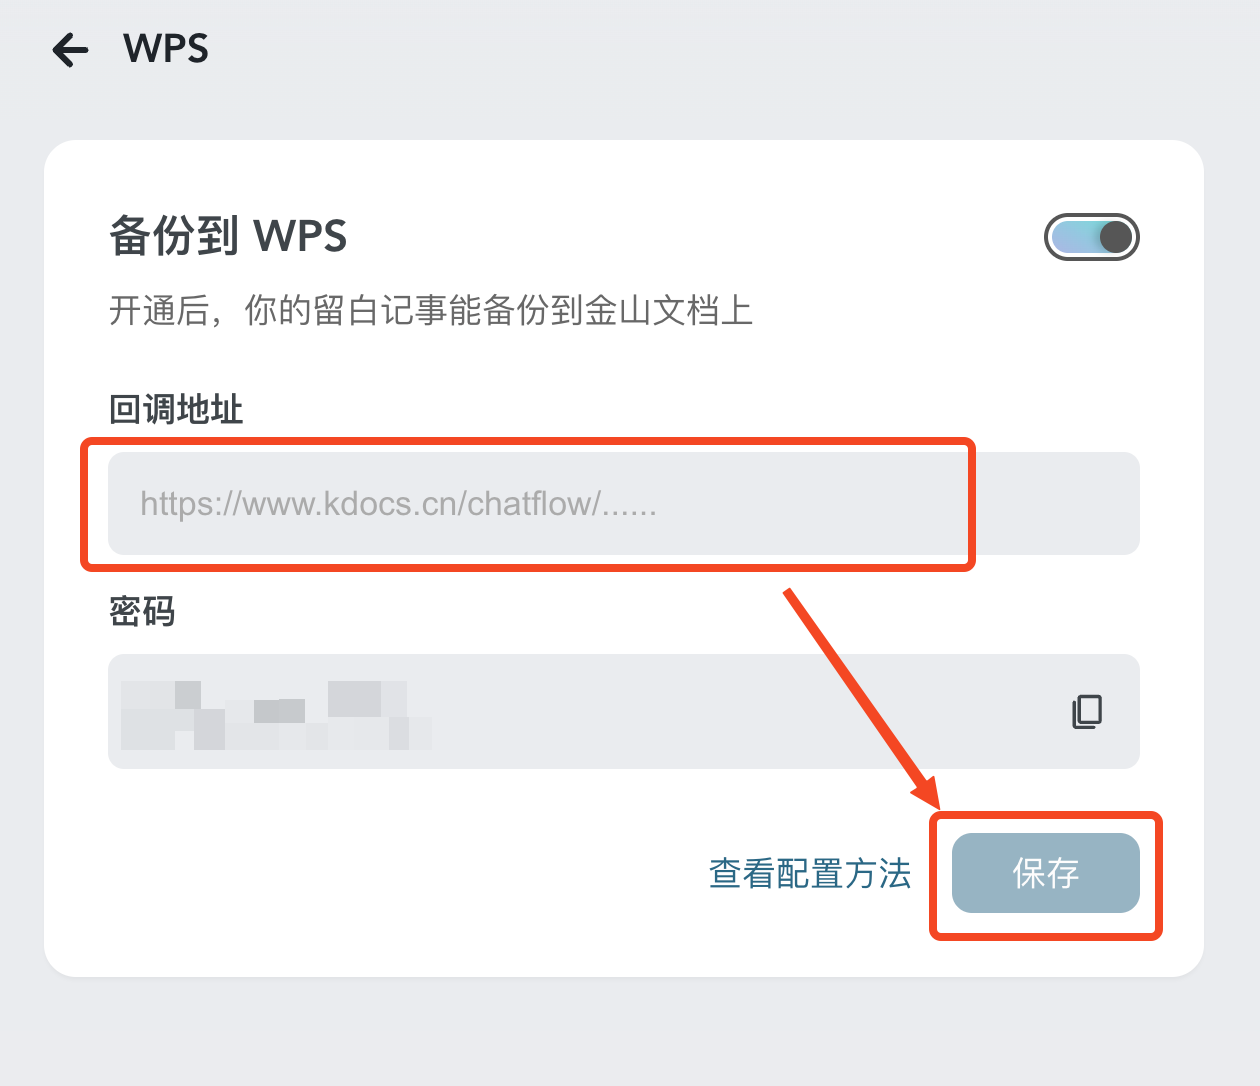 WPS
备份到 WPS
开通后，你的留白记事能备份到金山文档上
回调地址
https://www.kdocs.cn/chatflow/......
密码
查看配置方法
保存